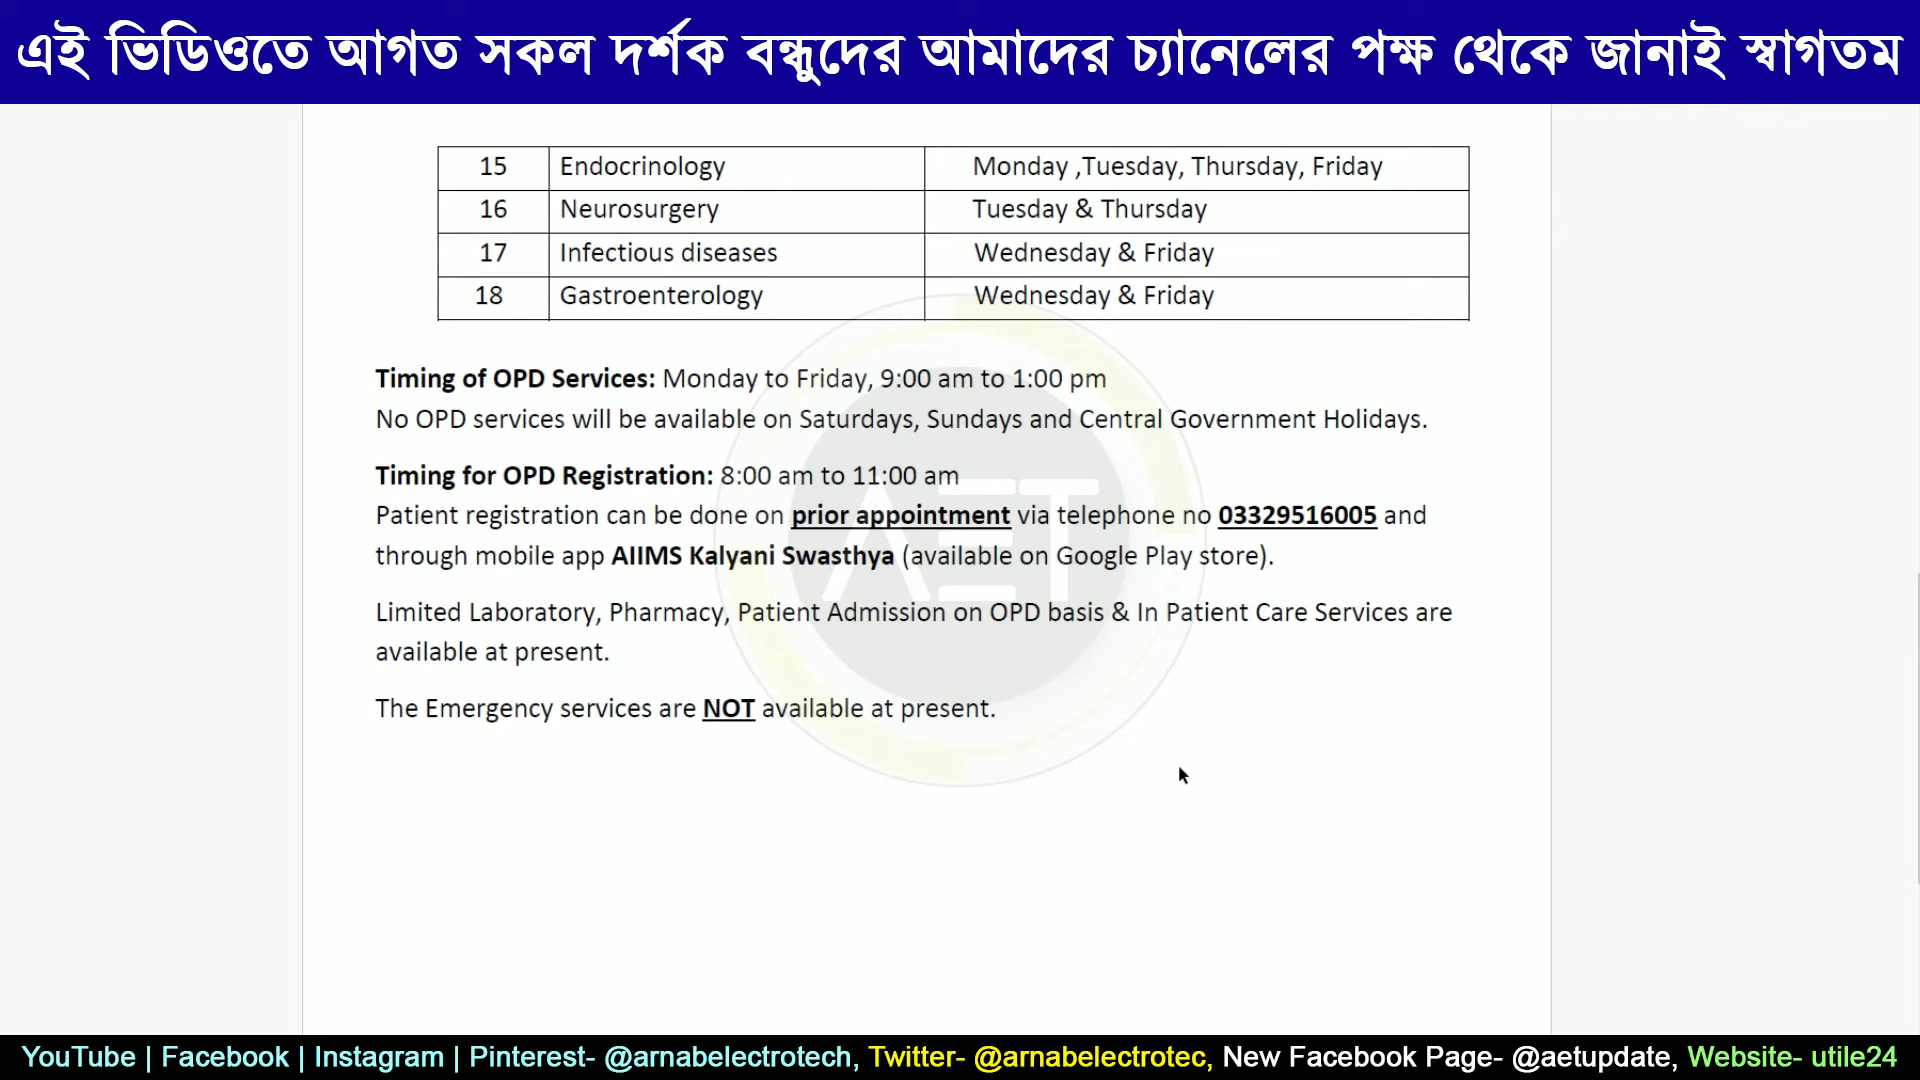 এই ভিডিওতে আগত সকল দর্শক বন্ধুদের আমাদের চ্যানেলের পক্ষ থেকে জানাই স্বাগতম
15 Endocrinology Monday ,Tuesday, Thursday, Friday
16 Neurosurgery Tuesday & Thursday
17 Infectious diseases Wednesday & Friday
18 Gastroenterology Wednesday & Friday
Timing of OPD Services: Monday to Friday, 9:00 am to 1:00 pm
No OPD services will be available on Saturdays, Sundays and Central Government Holidays.
Timing for OPD Registration: 8:00 am to 11:00 am
Patient registration can be done on prior appointment via telephone no 03329516005 and
through mobile app AIIMS Kalyani Swasthya (available on Google Play store).
AET
Limited Laboratory, Pharmacy, Patient Admission on OPD basis & In Patient Care Services are
available at present.
The Emergency services are NOT available at present.
YouTube | Facebook | Instagram | Pinterest- @arnabelectrotech, Twitter- @arnabelectrotec, New Facebook Page- @aetupdate, Website- utile24